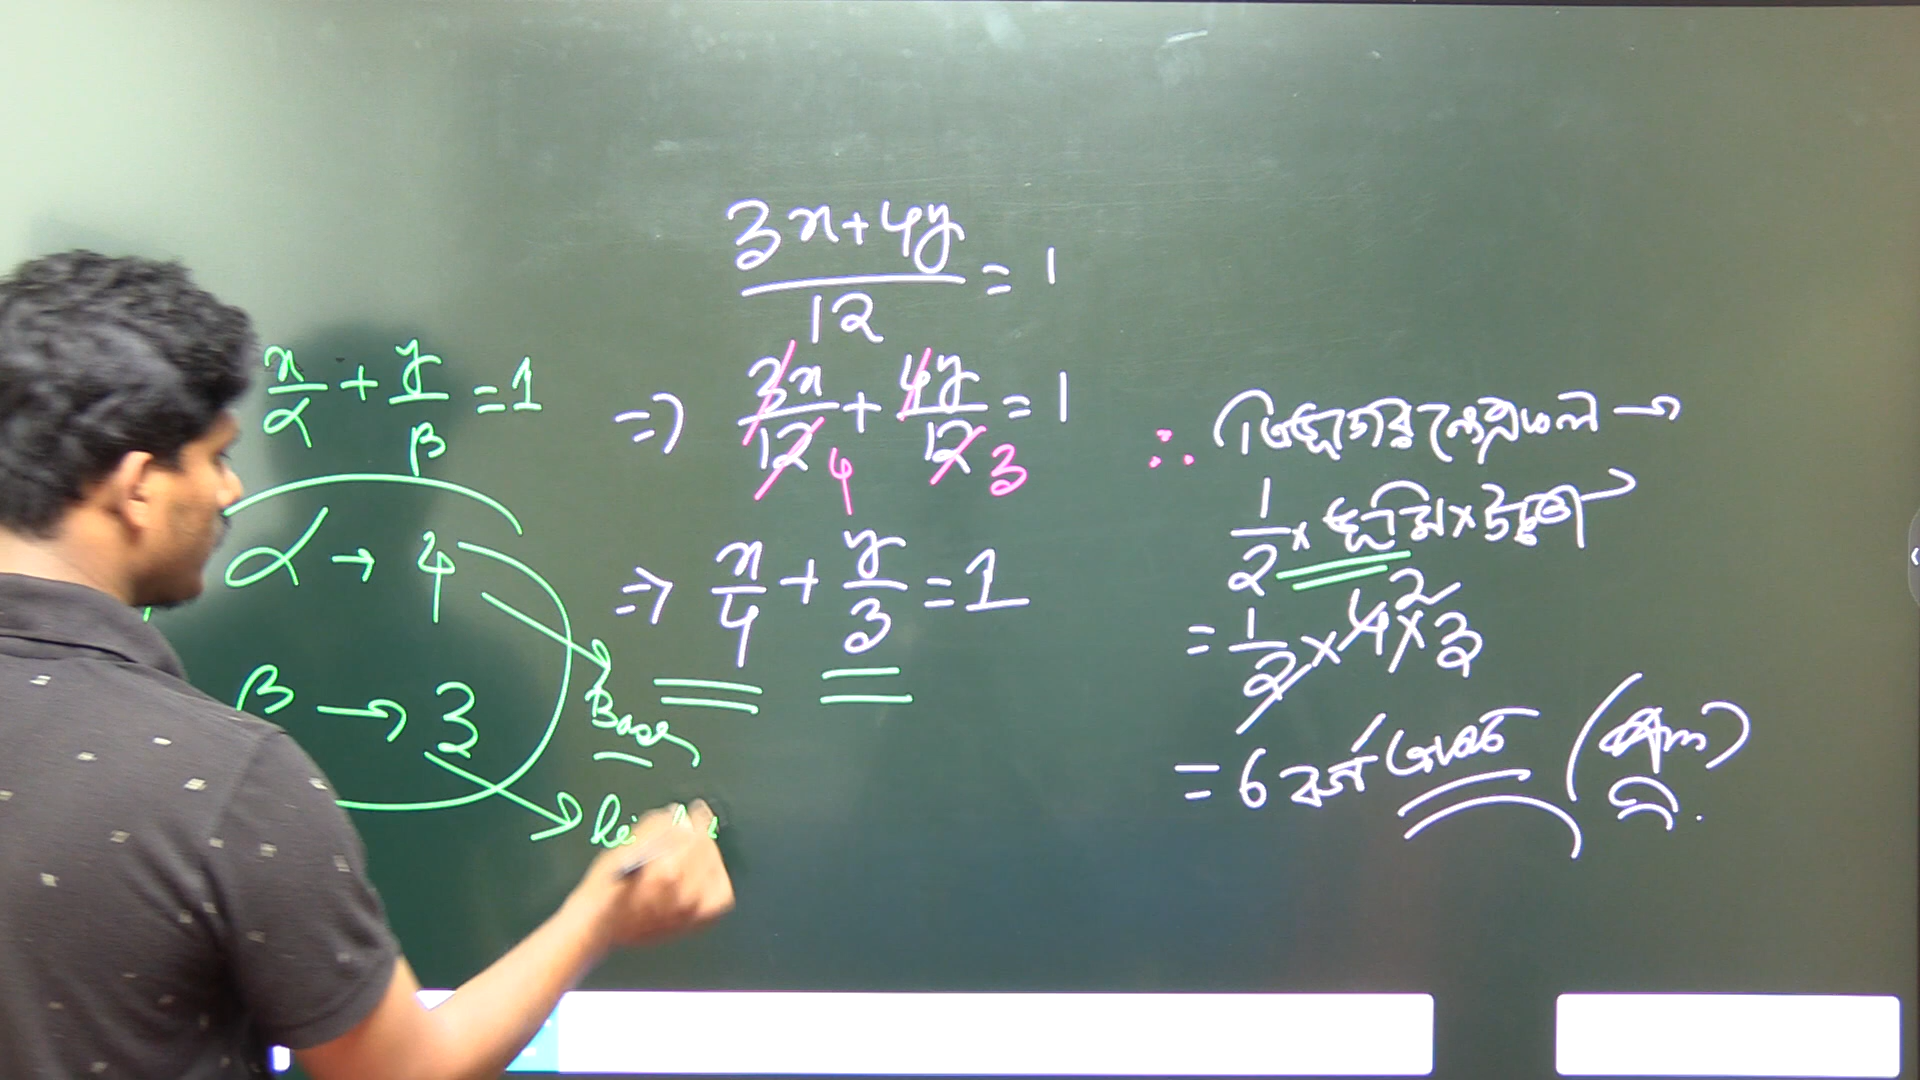 x/α + y/β = 1
α → 4
β → 3
Base
(3x+4y)/12 = 1
⇒ 3x/12 + 4y/12 = 1
4 3
⇒ x/4 + y/3 = 1
∴ ত্রিভুজের ক্ষেত্রফল →
1/2 × ভূমি × উচ্চতা
2
= 1/2 × 4 × 3
= 6 বর্গ একক (Am)